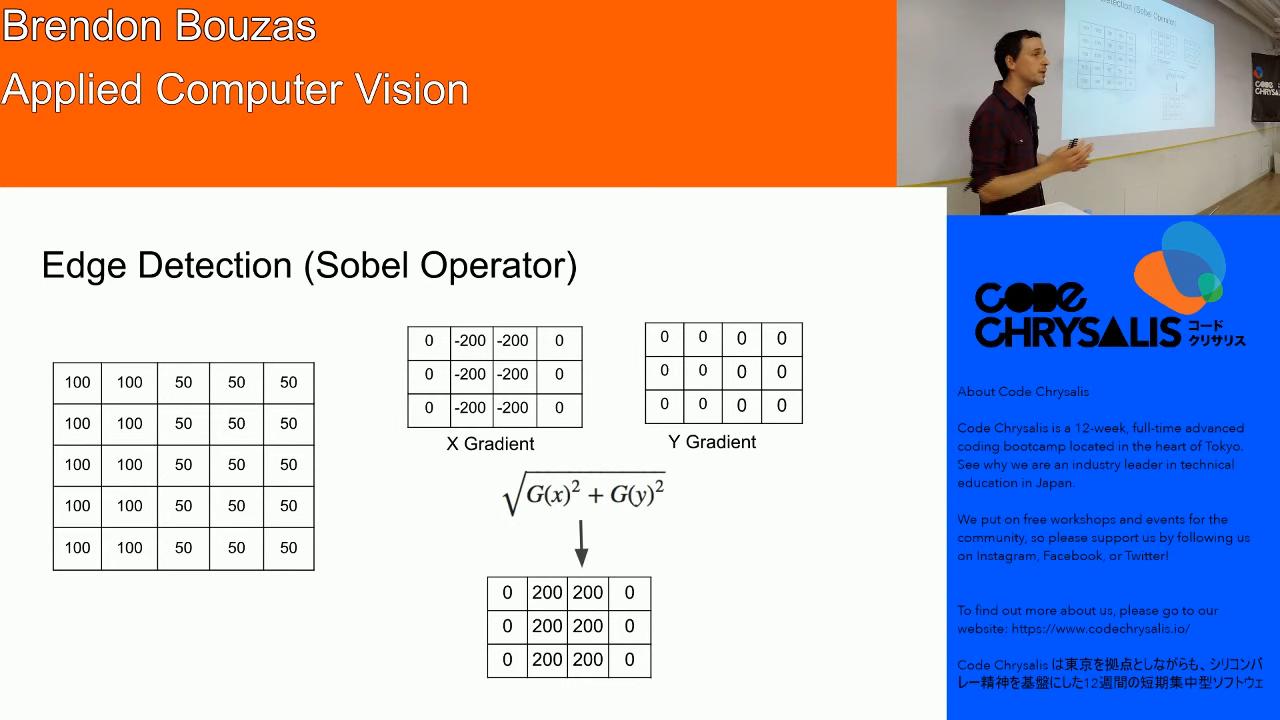 Brendon Bouzas
Applied Computer Vision
Edge Detection (Sobel Operator)
100 100 50 50 50
100 100 50 50 50
100 100 50 50 50
100 100 50 50 50
100 100 50 50 50
0 -200 -200 0
0 -200 -200 0
0 -200 -200 0
X Gradient
0 0 0 0
0 0 0 0
0 0 0 0
Y Gradient
√G(x)² + G(y)²
0 200 200 0
0 200 200 0
0 200 200 0
CODE
CHRYSALIS コード
クリサリス
About Code Chrysalis
Code Chrysalis is a 12-week, full-time advanced
coding bootcamp located in the heart of Tokyo.
See why we are an industry leader in technical
education in Japan.
We put on free workshops and events for the
community, so please support us by following us
on Instagram, Facebook, or Twitter!
To find out more about us, please go to our
website: https://www.codechrysalis.io/
Code Chrysalis は東京を拠点としながらも、シリコンバ
レー精神を基盤にした12週間の短期集中型ソフトウェ